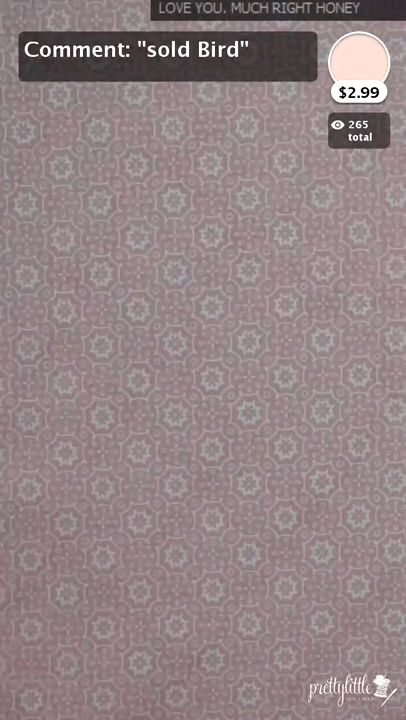 LOVE YOU, MUCH RIGHT HONEY
Comment: "sold Bird"
$2.99
265
total
prettylittle